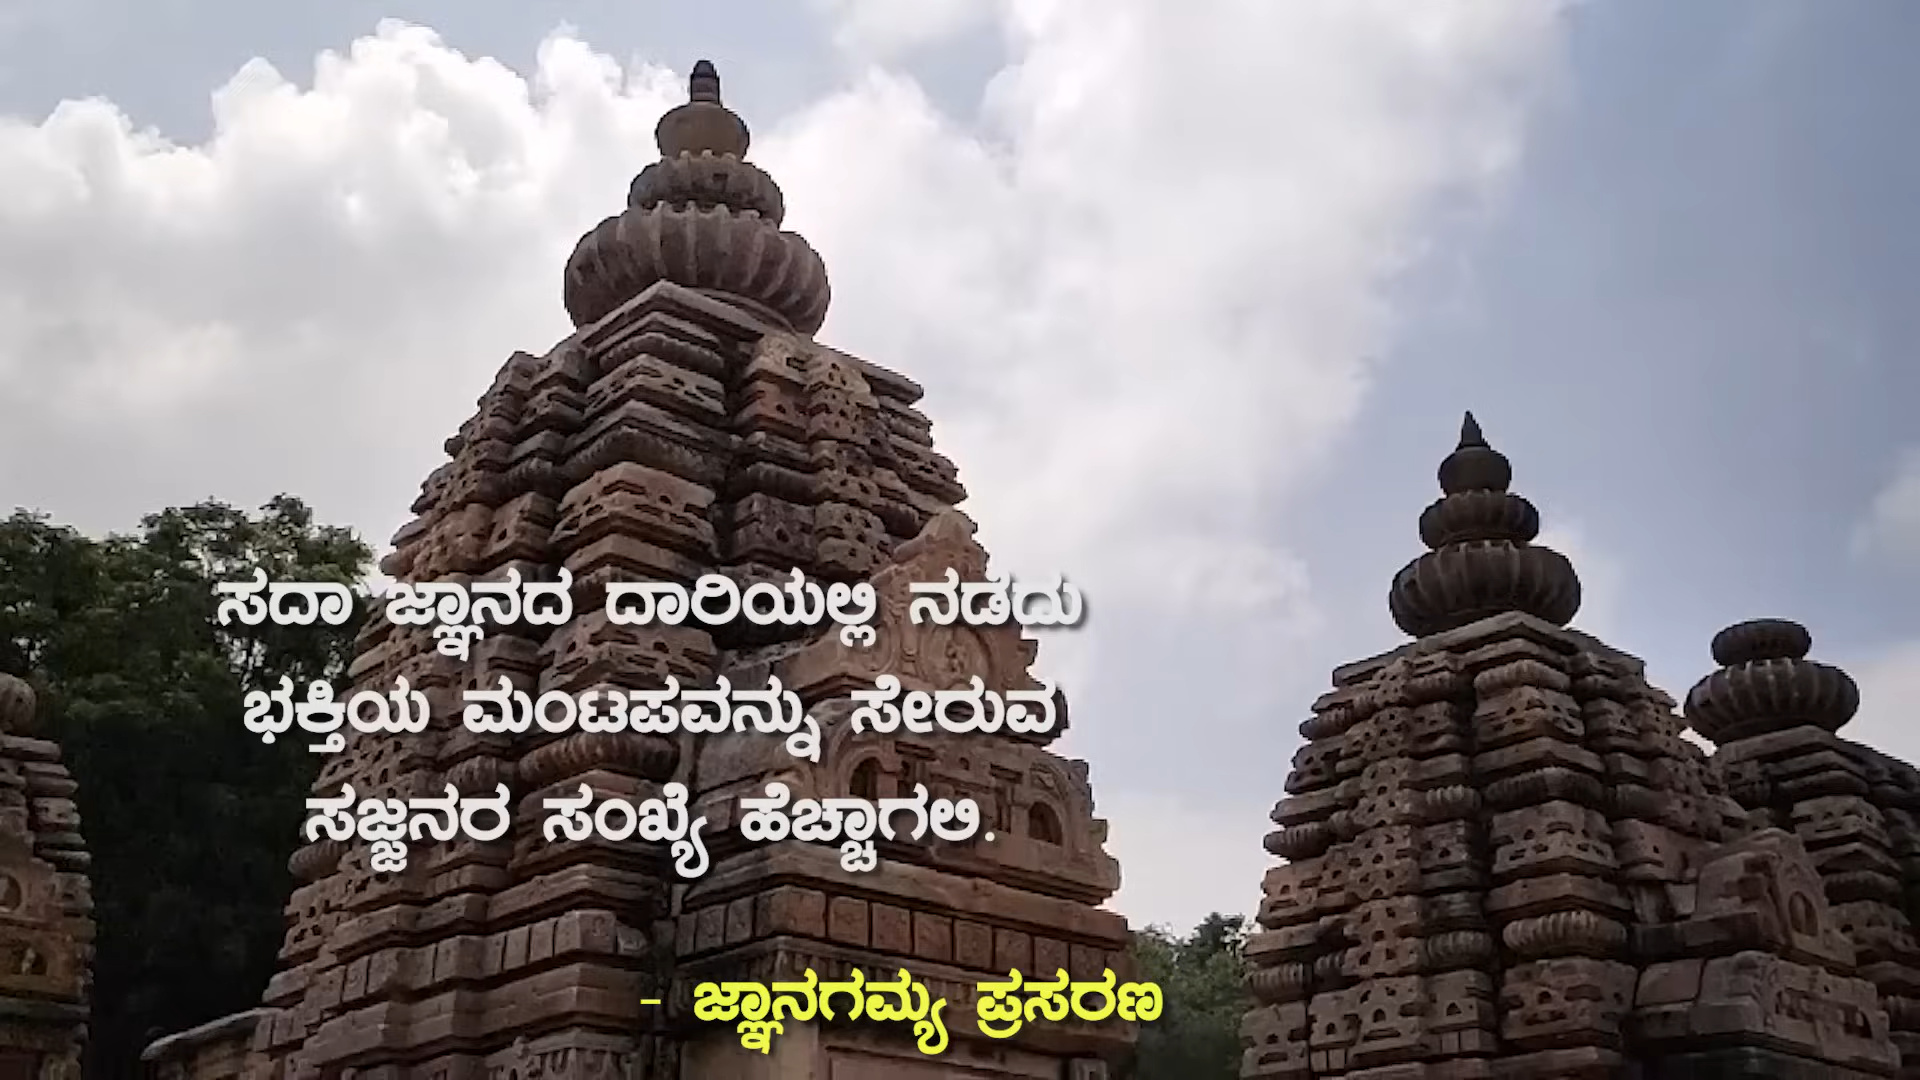 ಸದಾ ಜ್ಞಾನದ ದಾರಿಯಲ್ಲಿ ನಡೆದು
ಭಕ್ತಿಯ ಮಂಟಪವನ್ನು ಸೇರುವ
ಸಜ್ಜನರ ಸಂಖ್ಯೆ ಹೆಚ್ಚಾಗಲಿ.
- ಜ್ಞಾನಗಮ್ಯ ಪ್ರಸರಣ